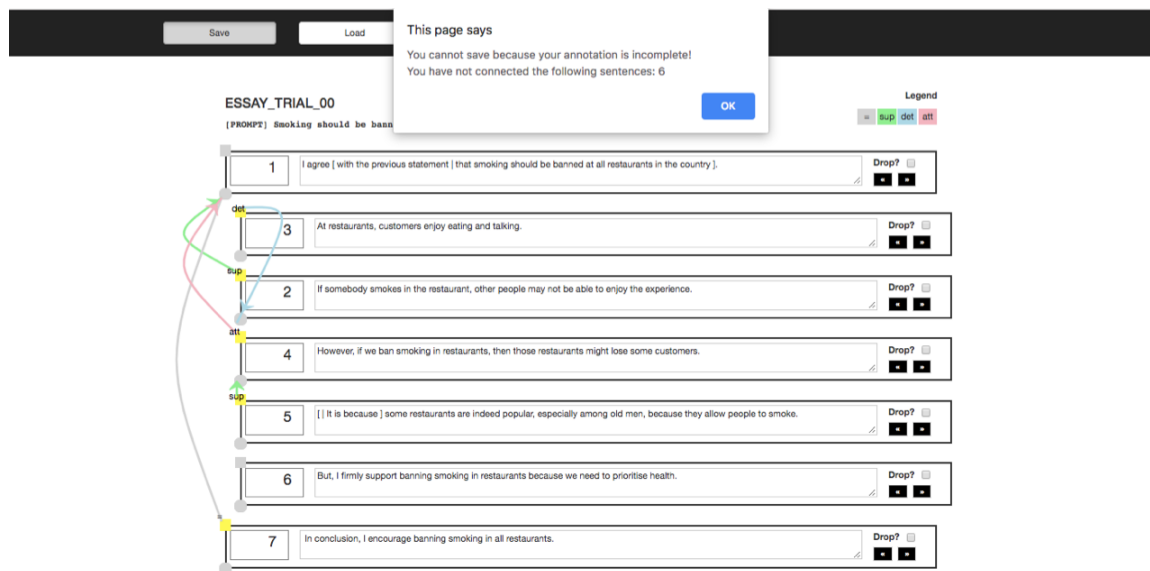 Save
Load
This page says
You cannot save because your annotation is incomplete!
You have not connected the following sentences: 6
OK
ESSAY_TRIAL_00
[PROMPT] Smoking should be bann
Legend
= sup det att
1
I agree [ with the previous statement | that smoking should be banned at all restaurants in the country ].
Drop?
« »
det
3
At restaurants, customers enjoy eating and talking.
Drop?
« »
sup
2
If somebody smokes in the restaurant, other people may not be able to enjoy the experience.
Drop?
« »
att
4
However, if we ban smoking in restaurants, then those restaurants might lose some customers.
Drop?
« »
sup
5
[ | It is because ] some restaurants are indeed popular, especially among old men, because they allow people to smoke.
Drop?
« »
6
But, I firmly support banning smoking in restaurants because we need to prioritise health.
Drop?
« »
=
7
In conclusion, I encourage banning smoking in all restaurants.
Drop?
« »